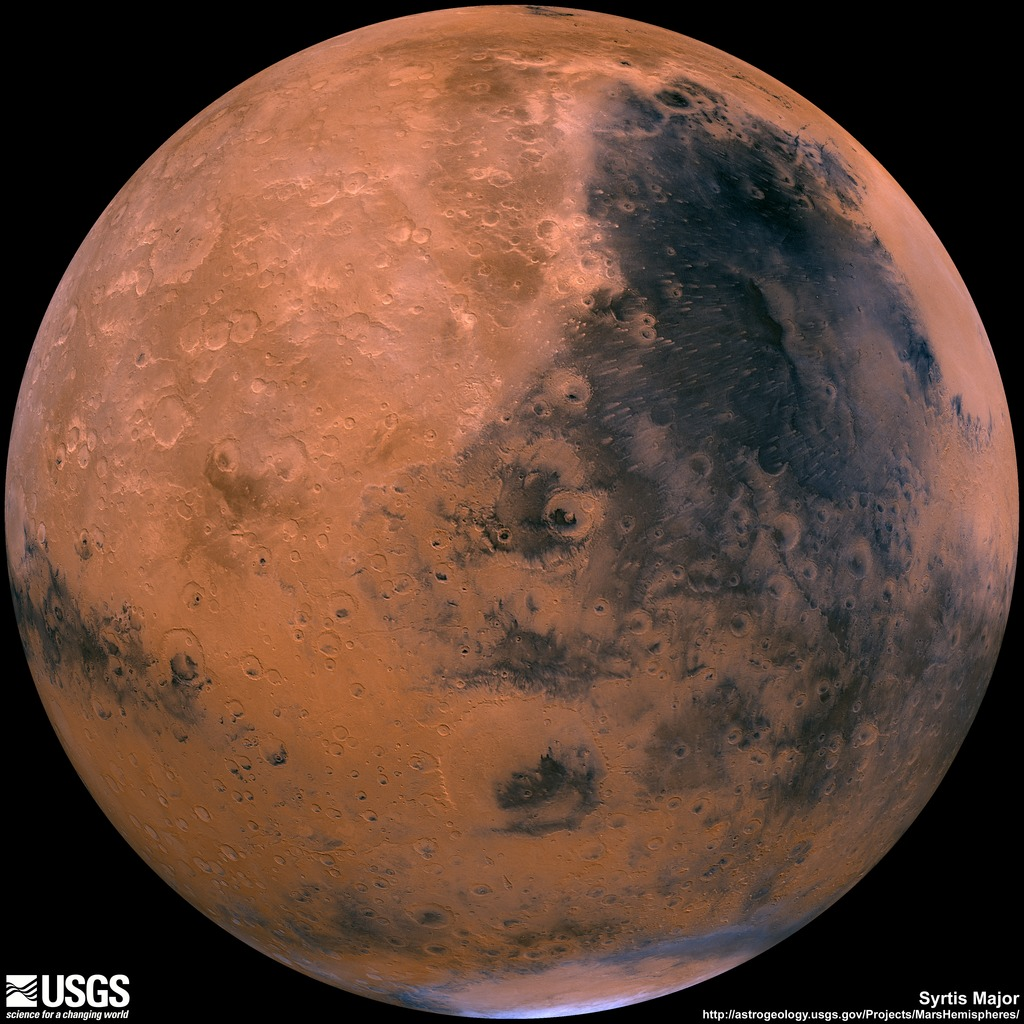 USGS
science for a changing world
Syrtis Major
http://astrogeology.usgs.gov/Projects/MarsHemispheres/